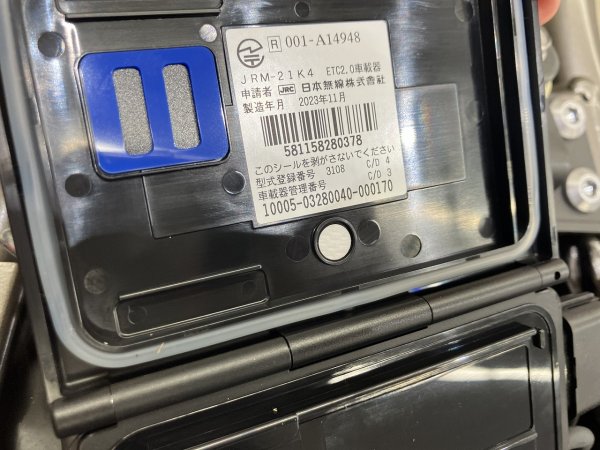 R 001-A14948
JRM-21K4 ETC2.0車載器
申請者 JRC 日本無線株式會社
製造年月 2023年11月
581158280378
このシールを剥がさないでください
型式登録番号 3108 C/D 4
車載器管理番号 C/D 3
10005-03280040-000170